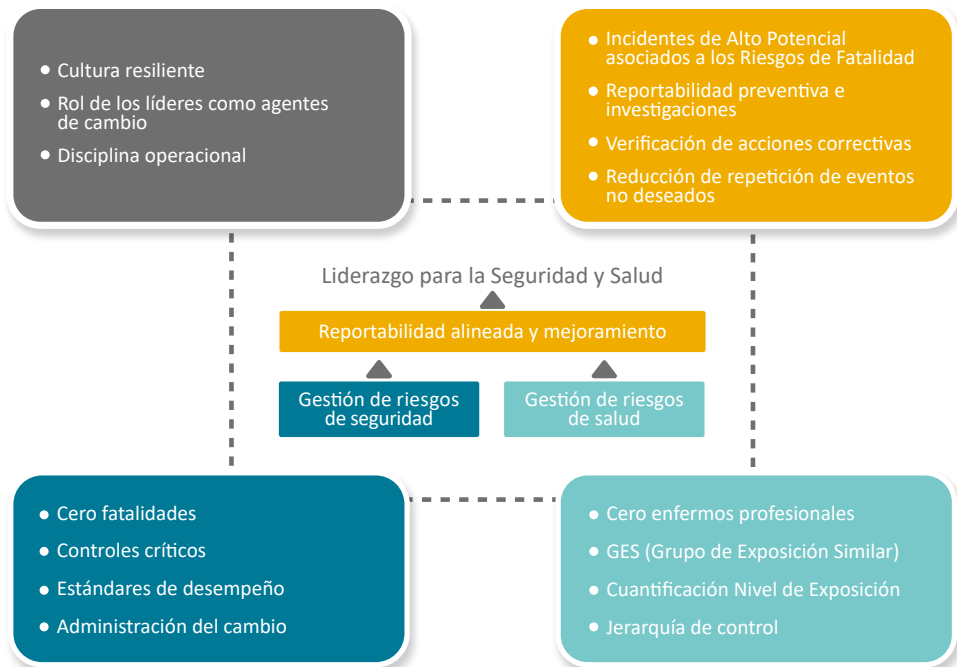 • Cultura resiliente
• Rol de los líderes como agentes
de cambio
• Disciplina operacional
• Incidentes de Alto Potencial
asociados a los Riesgos de Fatalidad
• Reportabilidad preventiva e
investigaciones
• Verificación de acciones correctivas
• Reducción de repetición de eventos
no deseados
Liderazgo para la Seguridad y Salud
Reportabilidad alineada y mejoramiento
Gestión de riesgos
de seguridad
Gestión de riesgos
de salud
• Cero fatalidades
• Controles críticos
• Estándares de desempeño
• Administración del cambio
• Cero enfermos profesionales
• GES (Grupo de Exposición Similar)
• Cuantificación Nivel de Exposición
• Jerarquía de control